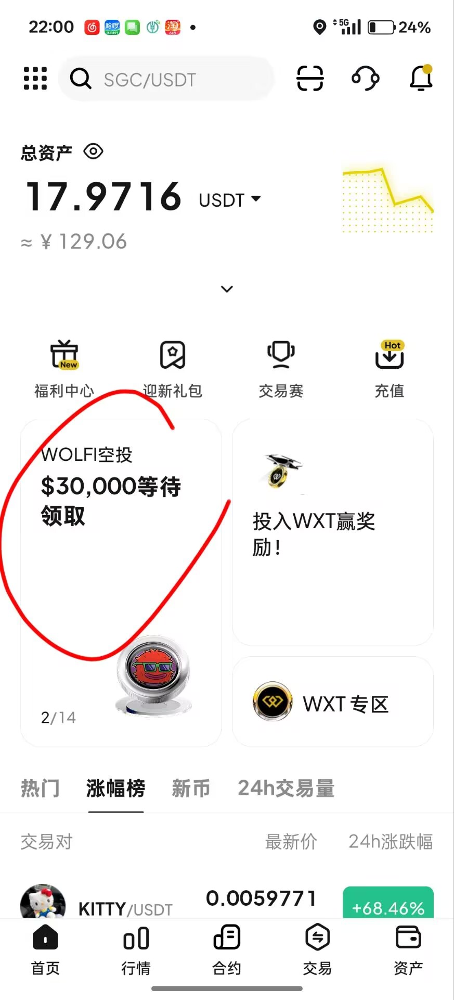 22:00
5G
24%
SGC/USDT
总资产
17.9716 USDT
≈ ¥ 129.06
New
Hot
福利中心
迎新礼包
交易赛
充值
WOLFI空投
$30,000等待
领取
2/14
投入WXT赢奖
励！
WXT 专区
热门 涨幅榜 新币 24h交易量
交易对 最新价 24h涨跌幅
KITTY/USDT 0.0059771 +68.46%
首页 行情 合约 交易 资产